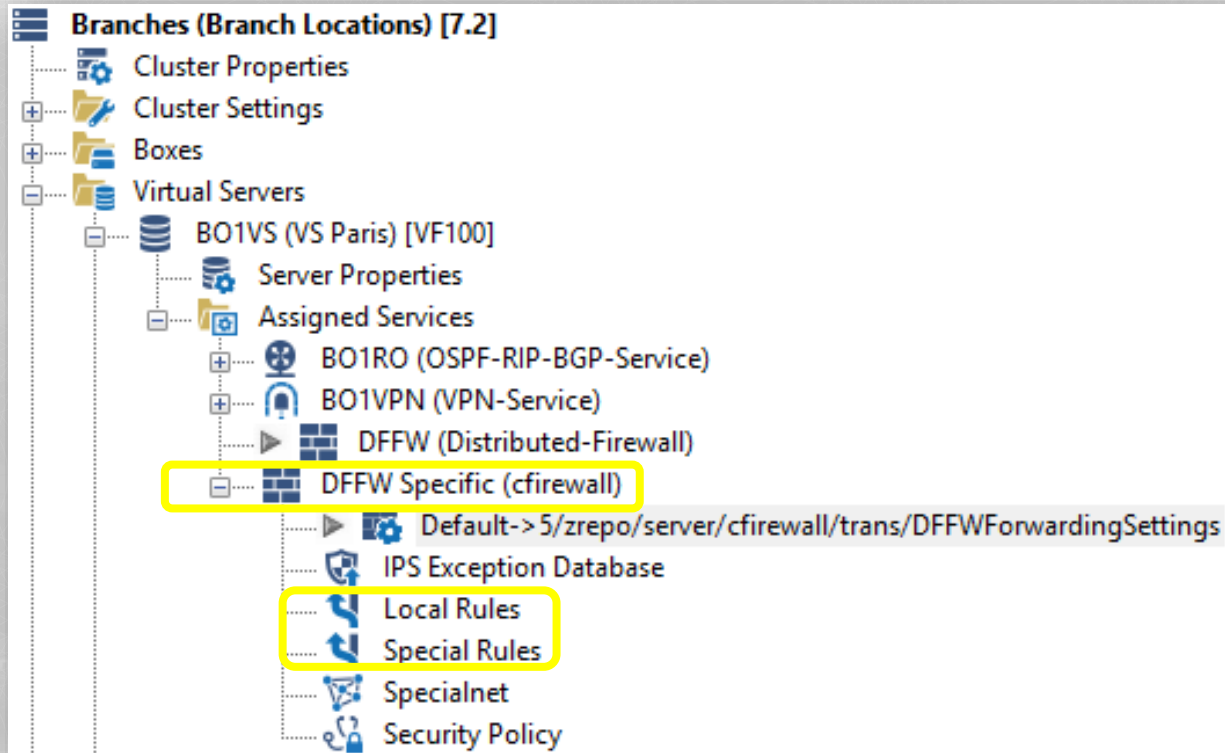 Branches (Branch Locations) [7.2]
Cluster Properties
Cluster Settings
Boxes
Virtual Servers
BO1VS (VS Paris) [VF100]
Server Properties
Assigned Services
BO1RO (OSPF-RIP-BGP-Service)
BO1VPN (VPN-Service)
DFFW (Distributed-Firewall)
DFFW Specific (cfirewall)
Default->5/zrepo/server/cfirewall/trans/DFFWForwardingSettings
IPS Exception Database
Local Rules
Special Rules
Specialnet
Security Policy